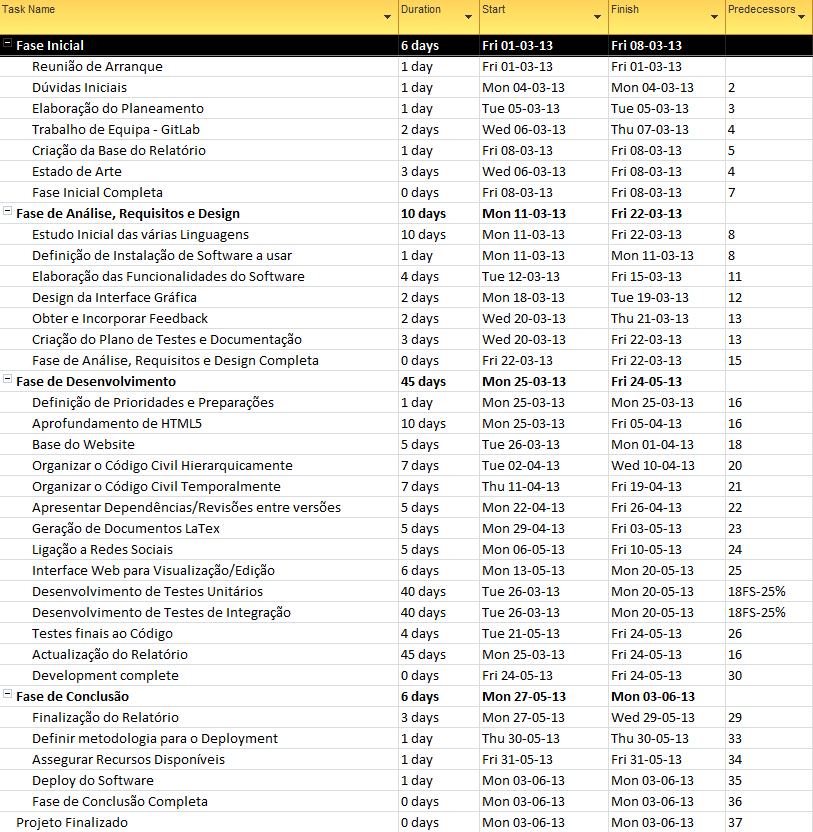 Task Name Duration Start Finish Predecessors
Fase Inicial 6 days Fri 01-03-13 Fri 08-03-13
Reunião de Arranque 1 day Fri 01-03-13 Fri 01-03-13
Dúvidas Iniciais 1 day Mon 04-03-13 Mon 04-03-13 2
Elaboração do Planeamento 1 day Tue 05-03-13 Tue 05-03-13 3
Trabalho de Equipa - GitLab 2 days Wed 06-03-13 Thu 07-03-13 4
Criação da Base do Relatório 1 day Fri 08-03-13 Fri 08-03-13 5
Estado de Arte 3 days Wed 06-03-13 Fri 08-03-13 4
Fase Inicial Completa 0 days Fri 08-03-13 Fri 08-03-13 7
Fase de Análise, Requisitos e Design 10 days Mon 11-03-13 Fri 22-03-13
Estudo Inicial das várias Linguagens 10 days Mon 11-03-13 Fri 22-03-13 8
Definição de Instalação de Software a usar 1 day Mon 11-03-13 Mon 11-03-13 8
Elaboração das Funcionalidades do Software 4 days Tue 12-03-13 Fri 15-03-13 11
Design da Interface Gráfica 2 days Mon 18-03-13 Tue 19-03-13 12
Obter e Incorporar Feedback 2 days Wed 20-03-13 Thu 21-03-13 13
Criação do Plano de Testes e Documentação 3 days Wed 20-03-13 Fri 22-03-13 13
Fase de Análise, Requisitos e Design Completa 0 days Fri 22-03-13 Fri 22-03-13 15
Fase de Desenvolvimento 45 days Mon 25-03-13 Fri 24-05-13
Definição de Prioridades e Preparações 1 day Mon 25-03-13 Mon 25-03-13 16
Aprofundamento de HTML5 10 days Mon 25-03-13 Fri 05-04-13 16
Base do Website 5 days Tue 26-03-13 Mon 01-04-13 18
Organizar o Código Civil Hierarquicamente 7 days Tue 02-04-13 Wed 10-04-13 20
Organizar o Código Civil Temporalmente 7 days Thu 11-04-13 Fri 19-04-13 21
Apresentar Dependências/Revisões entre versões 5 days Mon 22-04-13 Fri 26-04-13 22
Geração de Documentos LaTex 5 days Mon 29-04-13 Fri 03-05-13 23
Ligação a Redes Sociais 5 days Mon 06-05-13 Fri 10-05-13 24
Interface Web para Visualização/Edição 6 days Mon 13-05-13 Mon 20-05-13 25
Desenvolvimento de Testes Unitários 40 days Tue 26-03-13 Mon 20-05-13 18FS-25%
Desenvolvimento de Testes de Integração 40 days Tue 26-03-13 Mon 20-05-13 18FS-25%
Testes finais ao Código 4 days Tue 21-05-13 Fri 24-05-13 26
Actualização do Relatório 45 days Mon 25-03-13 Fri 24-05-13 16
Development complete 0 days Fri 24-05-13 Fri 24-05-13 30
Fase de Conclusão 6 days Mon 27-05-13 Mon 03-06-13
Finalização do Relatório 3 days Mon 27-05-13 Wed 29-05-13 29
Definir metodologia para o Deployment 1 day Thu 30-05-13 Thu 30-05-13 33
Assegurar Recursos Disponíveis 1 day Fri 31-05-13 Fri 31-05-13 34
Deploy do Software 1 day Mon 03-06-13 Mon 03-06-13 35
Fase de Conclusão Completa 0 days Mon 03-06-13 Mon 03-06-13 36
Projeto Finalizado 0 days Mon 03-06-13 Mon 03-06-13 37